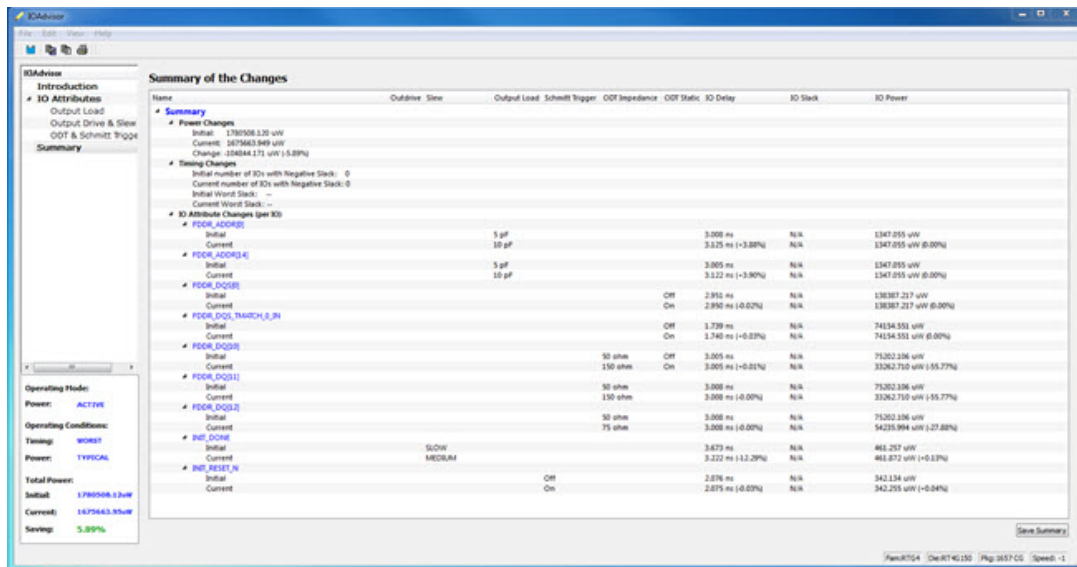 IOAdvisor
File Edit View Help
IOAdvisor
Introduction
IO Attributes
Output Load
Output Drive & Slew
ODT & Schmitt Trigge
Summary
Operating Mode:
Power: ACTIVE
Operating Conditions:
Timing: WORST
Power: TYPICAL
Total Power:
Initial: 1780508.12uW
Current: 1675663.95uW
Saving: 5.89%
Summary of the Changes
Name Outdrive Slew Output Load Schmitt Trigger ODT Impedance ODT Static IO Delay IO Slack IO Power
Summary
Power Changes
Initial: 1780508.120 uW
Current: 1675663.949 uW
Change: -104844.171 uW (-5.89%)
Timing Changes
Initial number of IOs with Negative Slack: 0
Current number of IOs with Negative Slack: 0
Initial Worst Slack: --
Current Worst Slack: --
IO Attribute Changes (per IO)
FDDR_ADDR[0]
Initial 5 pF 3.008 ns N/A 1347.055 uW
Current 10 pF 3.125 ns (+3.88%) N/A 1347.055 uW (0.00%)
FDDR_ADDR[14]
Initial 5 pF 3.005 ns N/A 1347.055 uW
Current 10 pF 3.122 ns (+3.90%) N/A 1347.055 uW (0.00%)
FDDR_DQS[0]
Initial Off 2.951 ns N/A 138387.217 uW
Current On 2.950 ns (-0.02%) N/A 138387.217 uW (0.00%)
FDDR_DQS_TMATCH_0_IN
Initial Off 1.739 ns N/A 74154.551 uW
Current On 1.740 ns (+0.03%) N/A 74154.551 uW (0.00%)
FDDR_DQ[10]
Initial 50 ohm Off 3.005 ns N/A 75202.106 uW
Current 150 ohm On 3.005 ns (+0.01%) N/A 33262.710 uW (-55.77%)
FDDR_DQ[11]
Initial 50 ohm 3.008 ns N/A 75202.106 uW
Current 150 ohm 3.008 ns (-0.00%) N/A 33262.710 uW (-55.77%)
FDDR_DQ[12]
Initial 50 ohm 3.008 ns N/A 75202.106 uW
Current 75 ohm 3.008 ns (-0.00%) N/A 54235.994 uW (-27.88%)
INIT_DONE
Initial SLOW 3.673 ns N/A 461.257 uW
Current MEDIUM 3.222 ns (-12.29%) N/A 461.872 uW (+0.13%)
INIT_RESET_N
Initial Off 2.076 ns N/A 342.134 uW
Current On 2.075 ns (-0.03%) N/A 342.255 uW (+0.04%)
Save Summary
Fam:RTG4 Die:RT4G150 Pkg:1657 CG Speed: -1